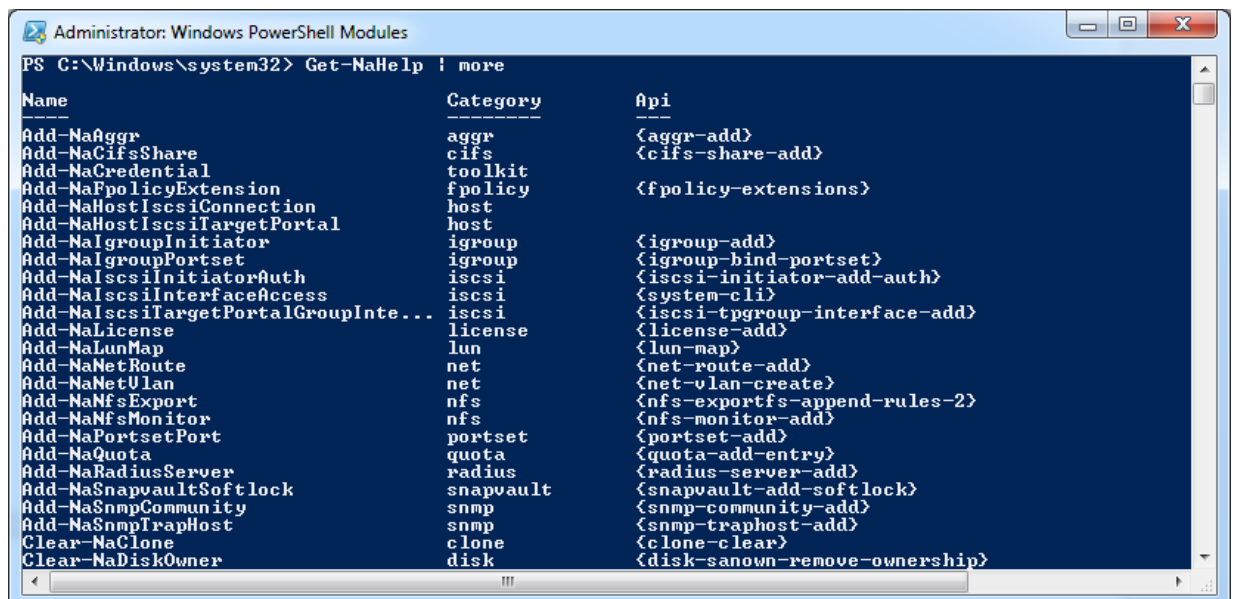 Administrator: Windows PowerShell Modules
PS C:\Windows\system32> Get-NaHelp | more
Name Category Api
---- -------- ---
Add-NaAggr aggr {aggr-add}
Add-NaCifsShare cifs {cifs-share-add}
Add-NaCredential toolkit
Add-NaFpolicyExtension fpolicy {fpolicy-extensions}
Add-NaHostIscsiConnection host
Add-NaHostIscsiTargetPortal host
Add-NaIgroupInitiator igroup {igroup-add}
Add-NaIgroupPortset igroup {igroup-bind-portset}
Add-NaIscsiInitiatorAuth iscsi {iscsi-initiator-add-auth}
Add-NaIscsiInterfaceAccess iscsi {system-cli}
Add-NaIscsiTargetPortalGroupInte... iscsi {iscsi-tpgroup-interface-add}
Add-NaLicense license {license-add}
Add-NaLunMap lun {lun-map}
Add-NaNetRoute net {net-route-add}
Add-NaNetVlan net {net-vlan-create}
Add-NaNfsExport nfs {nfs-exportfs-append-rules-2}
Add-NaNfsMonitor nfs {nfs-monitor-add}
Add-NaPortsetPort portset {portset-add}
Add-NaQuota quota {quota-add-entry}
Add-NaRadiusServer radius {radius-server-add}
Add-NaSnapvaultSoftlock snapvault {snapvault-add-softlock}
Add-NaSnmpCommunity snmp {snmp-community-add}
Add-NaSnmpTrapHost snmp {snmp-traphost-add}
Clear-NaClone clone {clone-clear}
Clear-NaDiskOwner disk {disk-sanown-remove-ownership}